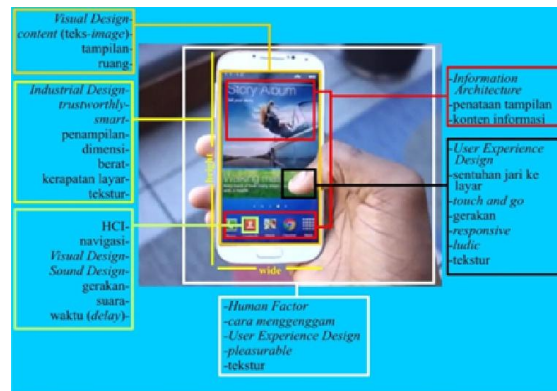 Visual Design-
content (teks-image)-
tampilan-
ruang-
Industrial Design-
trustworthly-
smart-
penampilan-
dimensi-
berat-
kerapatan layar-
tekstur-
HCI-
navigasi-
Visual Design-
Sound Design-
gerakan-
suara-
waktu (delay)-
Story Album
height
wide
-Information
Architecture
-penataan tampilan
-konten informasi
-User Experience
Design
-sentuhan jari ke
layar
-touch and go
-gerakan
-responsive
-ludic
-tekstur
-Human Factor
-cara menggenggam
-User Experience Design
-pleasurable
-tekstur